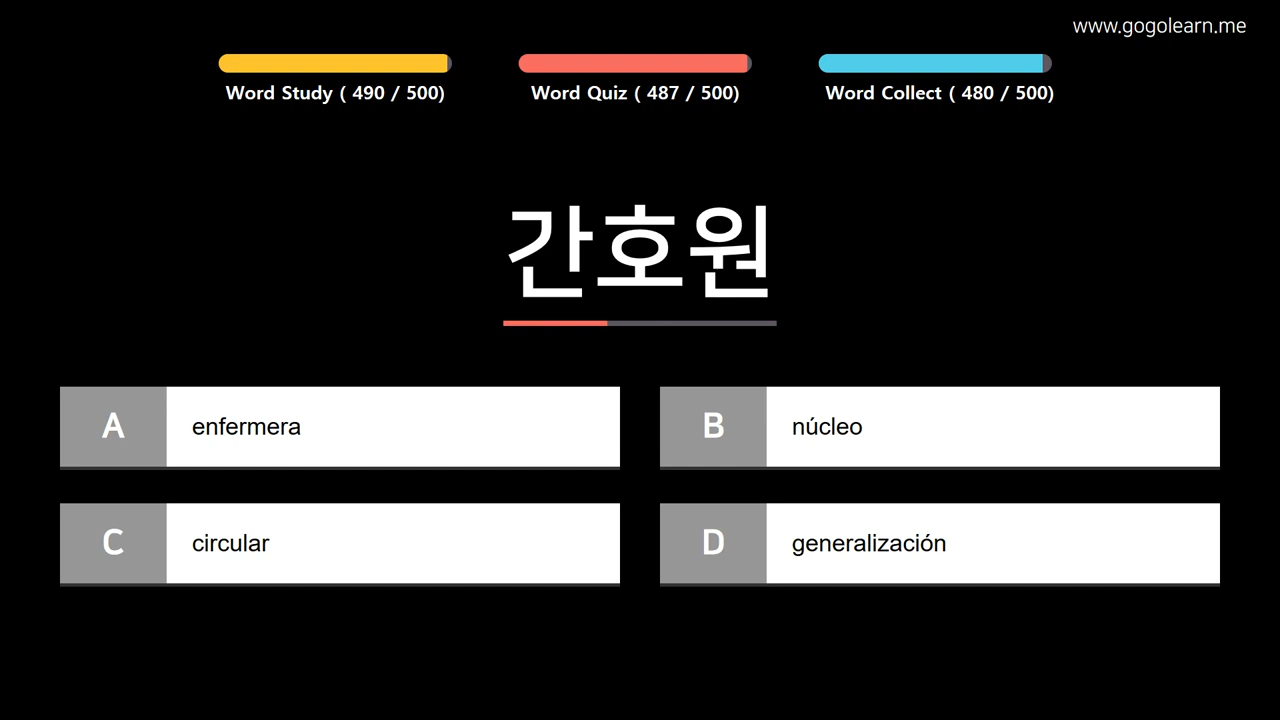 www.gogolearn.me
Word Study ( 490 / 500)
Word Quiz ( 487 / 500)
Word Collect ( 480 / 500)
간호원
A enfermera
B núcleo
C circular
D generalización